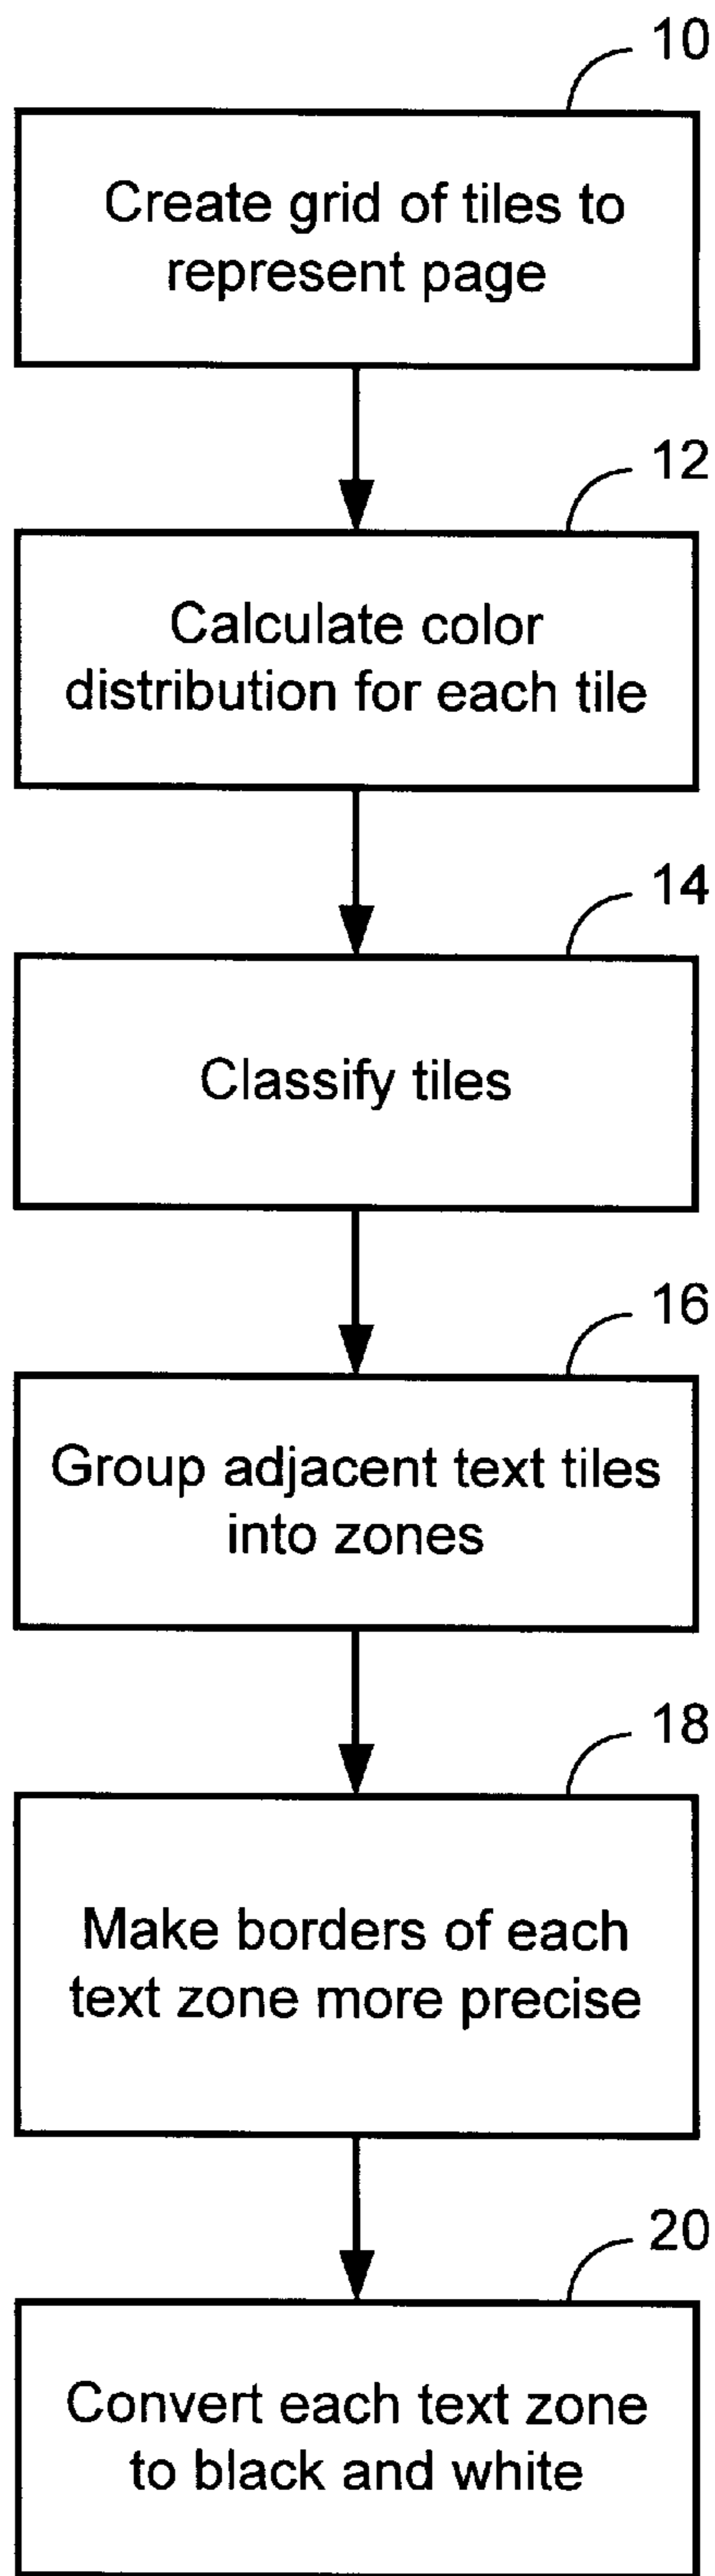 10
Create grid of tiles to
represent page
12
Calculate color
distribution for each tile
14
Classify tiles
16
Group adjacent text tiles
into zones
18
Make borders of each
text zone more precise
20
Convert each text zone
to black and white